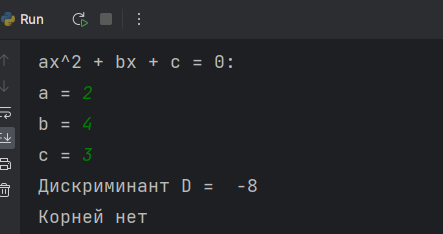 Run
ax^2 + bx + c = 0:
a = 2
b = 4
c = 3
Дискриминант D =  -8
Корней нет